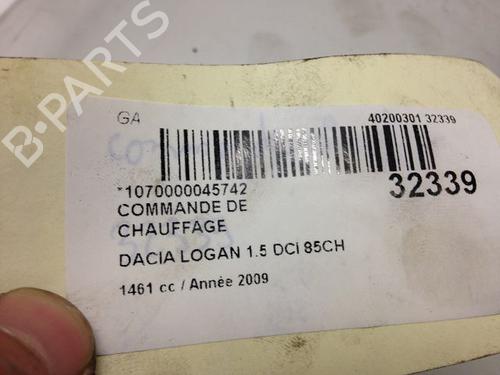 B-PARTS
GA
40200301 32339
*1070000045742
32339
COMMANDE DE
CHAUFFAGE
DACIA LOGAN 1.5 DCI 85CH
1461 cc / Année 2009